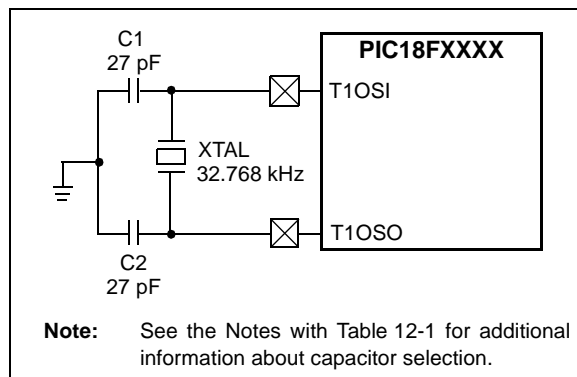 C1
27 pF
PIC18FXXXX
T1OSI
XTAL
32.768 kHz
T1OSO
C2
27 pF
Note: See the Notes with Table 12-1 for additional
information about capacitor selection.